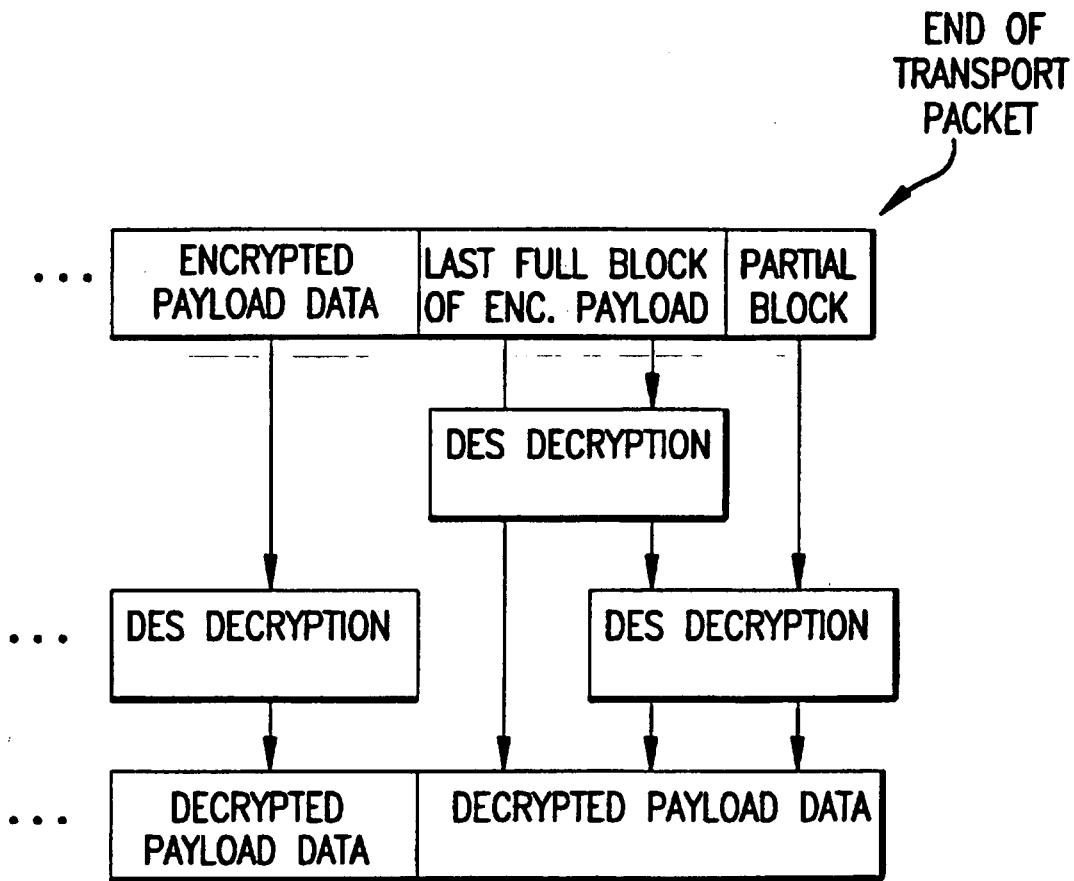 END OF
TRANSPORT
PACKET
... ENCRYPTED
PAYLOAD DATA
LAST FULL BLOCK
OF ENC. PAYLOAD
PARTIAL
BLOCK
DES DECRYPTION
... DES DECRYPTION
DES DECRYPTION
... DECRYPTED
PAYLOAD DATA
DECRYPTED PAYLOAD DATA